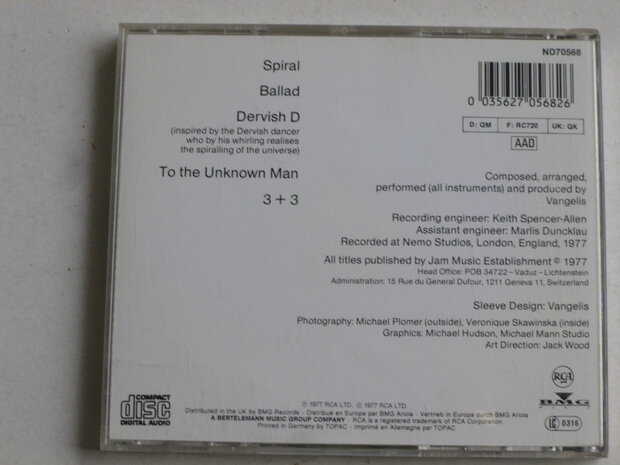 ND70568
Spiral
Ballad
Dervish D
(inspired by the Dervish dancer
who by his whirling realises
the spiralling of the universe)
To the Unknown Man
3 + 3
0 035627 056826
D: QM F: RC720 UK: QK
AAD
Composed, arranged,
performed (all instruments) and produced by
Vangelis
Recording engineer: Keith Spencer-Allen
Assistant engineer: Marlis Duncklau
Recorded at Nemo Studios, London, England, 1977
All titles published by Jam Music Establishment © 1977
Head Office: POB 34722 – Vaduz – Lichtenstein
Administration: 15 Rue du General Dufour, 1211 Geneva 11, Switzerland
Sleeve Design: Vangelis
Photography: Michael Plomer (outside), Veronique Skawinska (inside)
Graphics: Michael Hudson, Michael Mann Studio
Art Direction: Jack Wood
RCA
COMPACT
disc
DIGITAL AUDIO
℗ 1977 RCA LTD. © 1977 RCA LTD.
Distributed in the UK by BMG Records - Distribué en Europe par BMG Ariola - Vertrieb in Europa durch BMG Ariola
A BERTELSMANN MUSIC GROUP COMPANY - RCA is a registered trademark of RCA Corporation
Printed in Germany by TOPAC - Imprimé en Allemagne par TOPAC
BMG
LC 0316